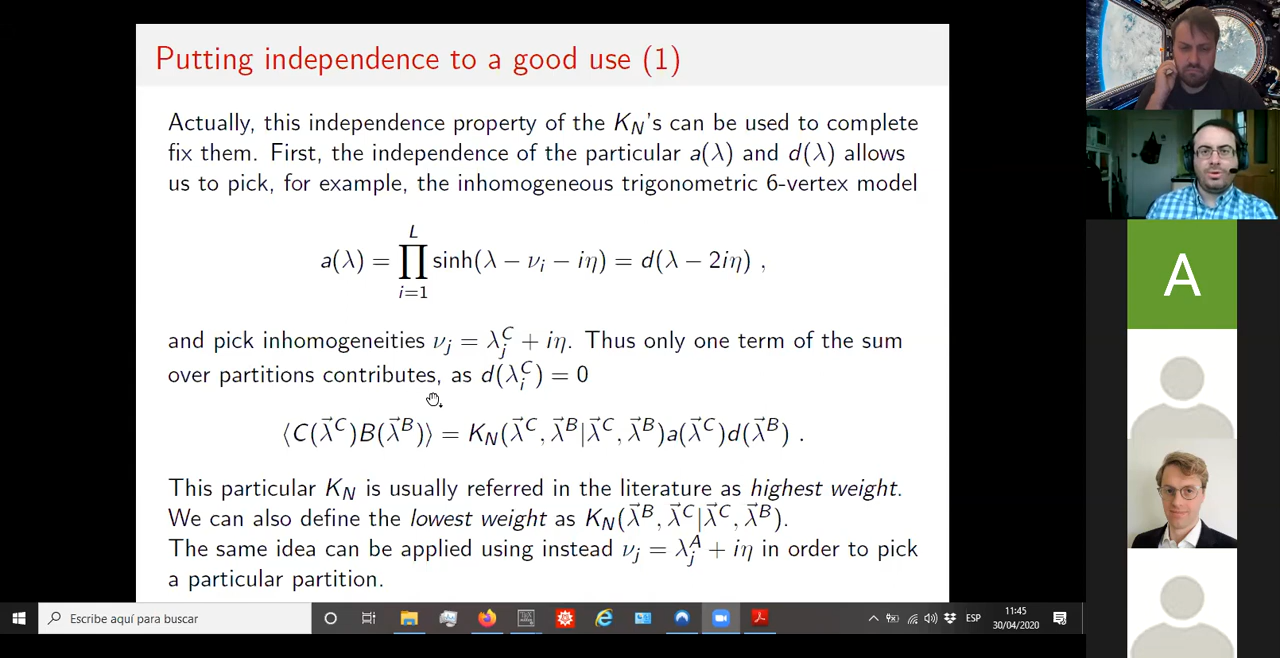 Putting independence to a good use (1)
Actually, this independence property of the K_N's can be used to complete
fix them. First, the independence of the particular a(λ) and d(λ) allows
us to pick, for example, the inhomogeneous trigonometric 6-vertex model
a(λ) = ∏_{i=1}^{L} sinh(λ − ν_i − iη) = d(λ − 2iη) ,
and pick inhomogeneities ν_j = λ_j^C + iη. Thus only one term of the sum
over partitions contributes, as d(λ_i^C) = 0
⟨C(λ⃗^C)B(λ⃗^B)⟩ = K_N(λ⃗^C, λ⃗^B|λ⃗^C, λ⃗^B)a(λ⃗^C)d(λ⃗^B) .
This particular K_N is usually referred in the literature as highest weight.
We can also define the lowest weight as K_N(λ⃗^B, λ⃗^C|λ⃗^C, λ⃗^B).
The same idea can be applied using instead ν_j = λ_j^A + iη in order to pick
a particular partition.
A
Escribe aquí para buscar
ESP
11:45
30/04/2020